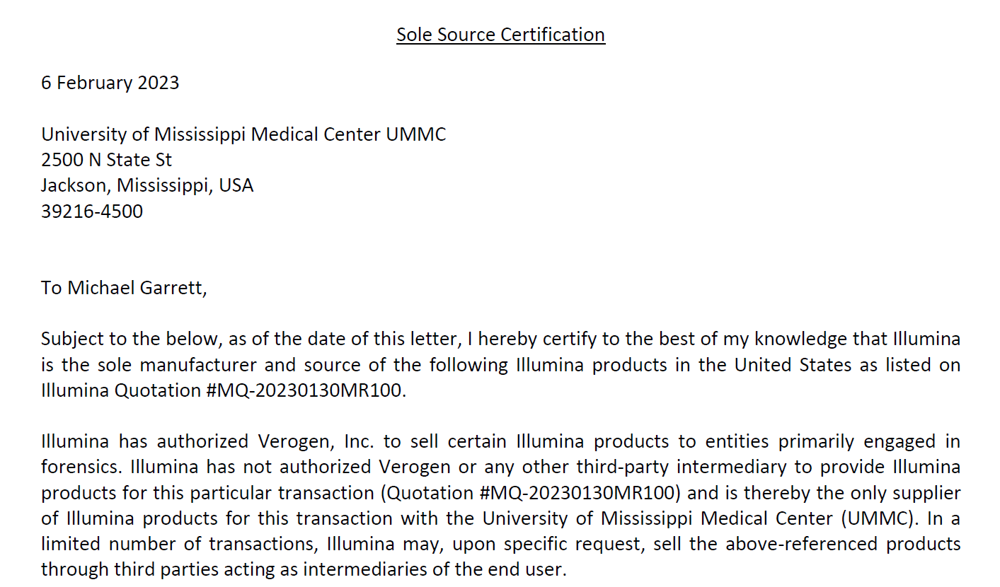 Sole Source Certification
6 February 2023
University of Mississippi Medical Center UMMC
2500 N State St
Jackson, Mississippi, USA
39216-4500
To Michael Garrett,
Subject to the below, as of the date of this letter, I hereby certify to the best of my knowledge that Illumina
is the sole manufacturer and source of the following Illumina products in the United States as listed on
Illumina Quotation #MQ-20230130MR100.
Illumina has authorized Verogen, Inc. to sell certain Illumina products to entities primarily engaged in
forensics. Illumina has not authorized Verogen or any other third-party intermediary to provide Illumina
products for this particular transaction (Quotation #MQ-20230130MR100) and is thereby the only supplier
of Illumina products for this transaction with the University of Mississippi Medical Center (UMMC). In a
limited number of transactions, Illumina may, upon specific request, sell the above-referenced products
through third parties acting as intermediaries of the end user.